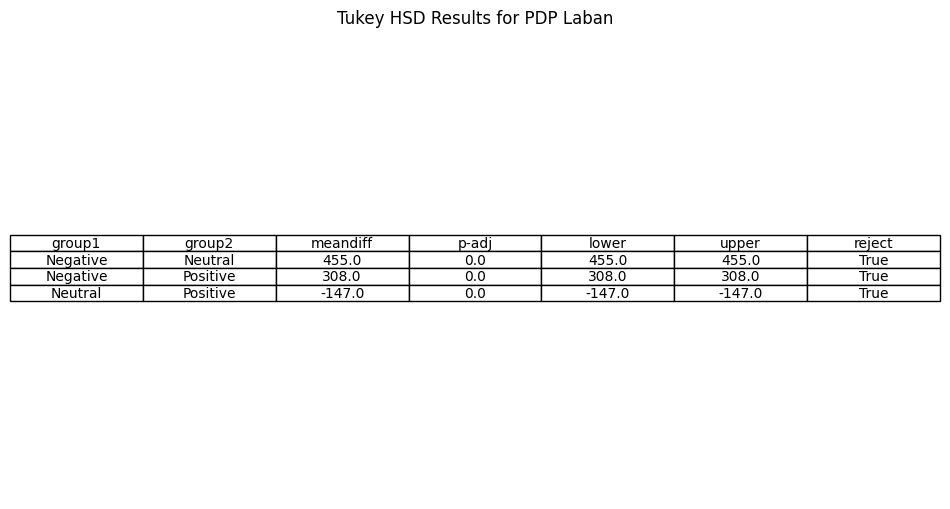 Tukey HSD Results for PDP Laban
group1 group2 meandiff p-adj lower upper reject
Negative Neutral 455.0 0.0 455.0 455.0 True
Negative Positive 308.0 0.0 308.0 308.0 True
Neutral Positive -147.0 0.0 -147.0 -147.0 True